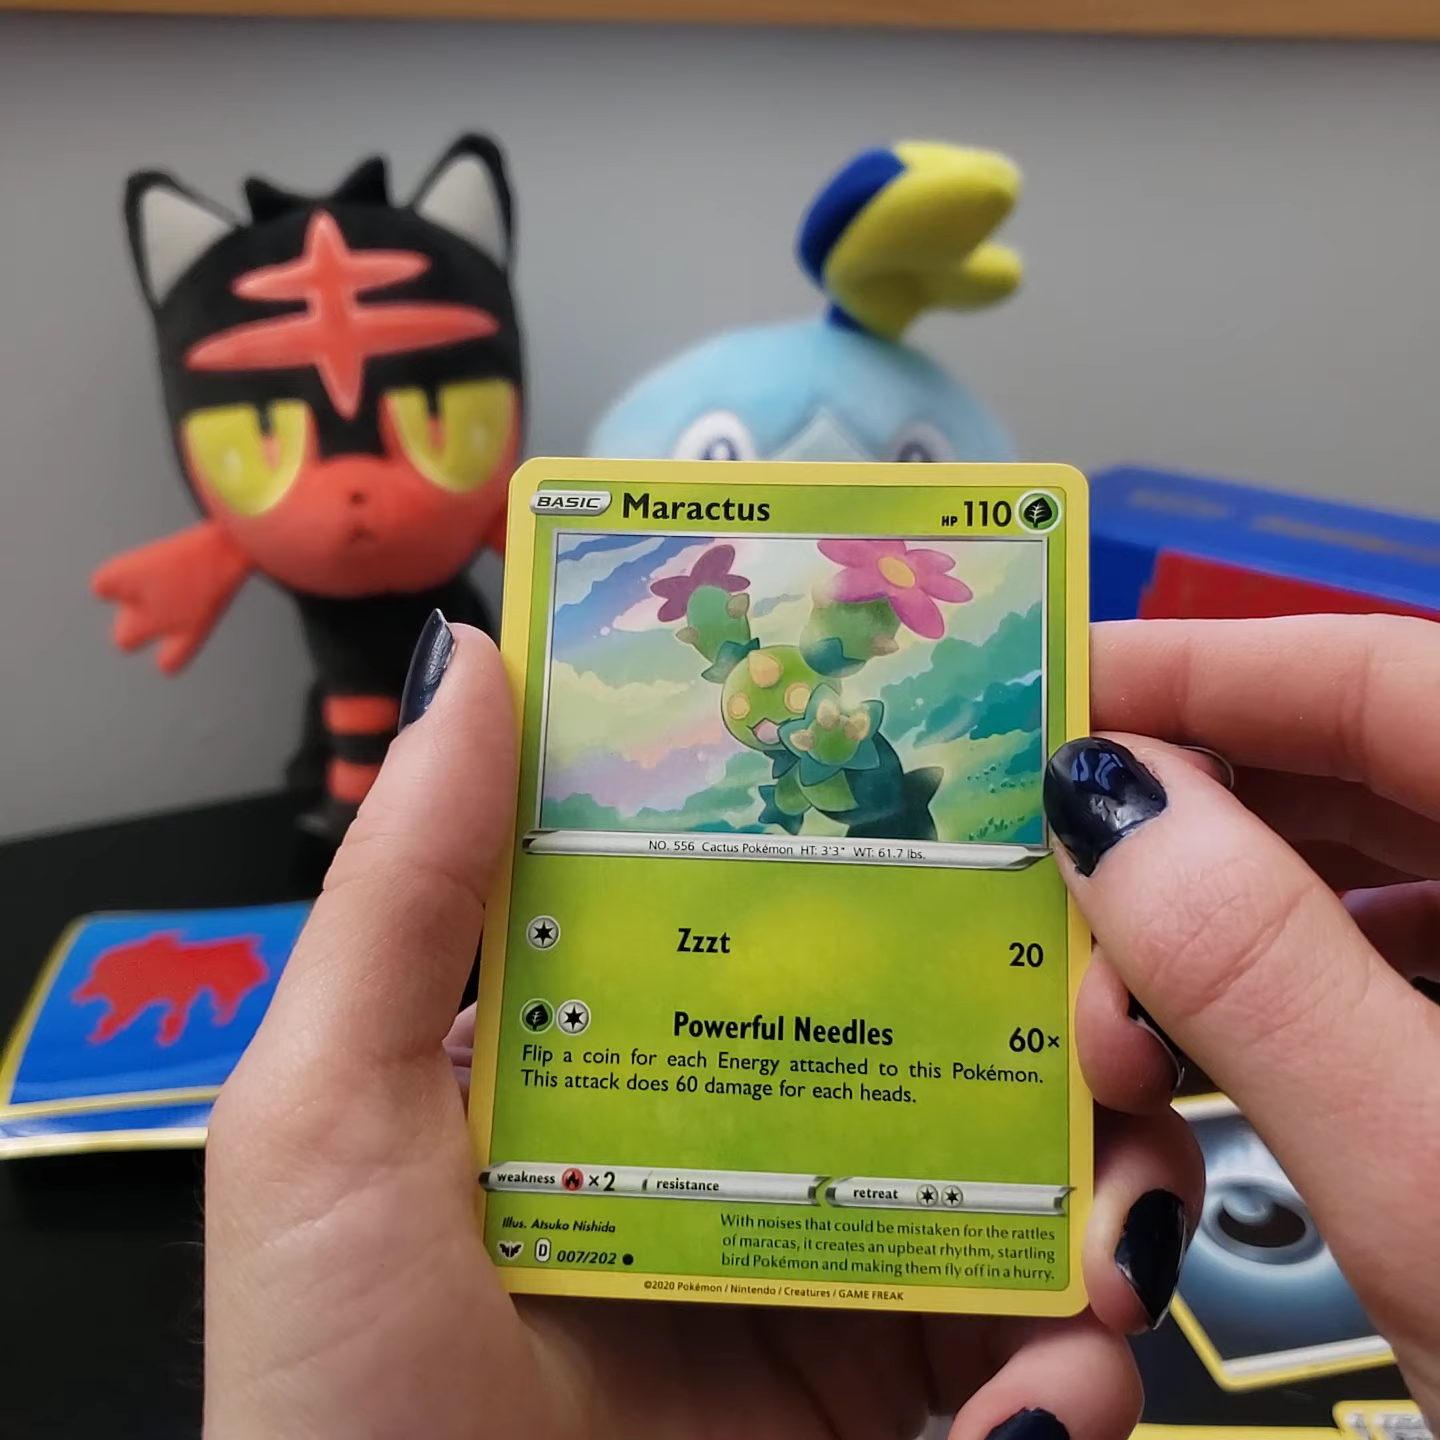 BASIC Maractus HP 110
NO. 556 Cactus Pokémon HT: 3'3" WT: 61.7 lbs.
Zzzt 20
Powerful Needles 60×
Flip a coin for each Energy attached to this Pokémon.
This attack does 60 damage for each heads.
weakness ×2 resistance retreat
Illus. Atsuko Nishida
D 007/202
With noises that could be mistaken for the rattles
of maracas, it creates an upbeat rhythm, startling
bird Pokémon and making them fly off in a hurry.
©2020 Pokémon / Nintendo / Creatures / GAME FREAK